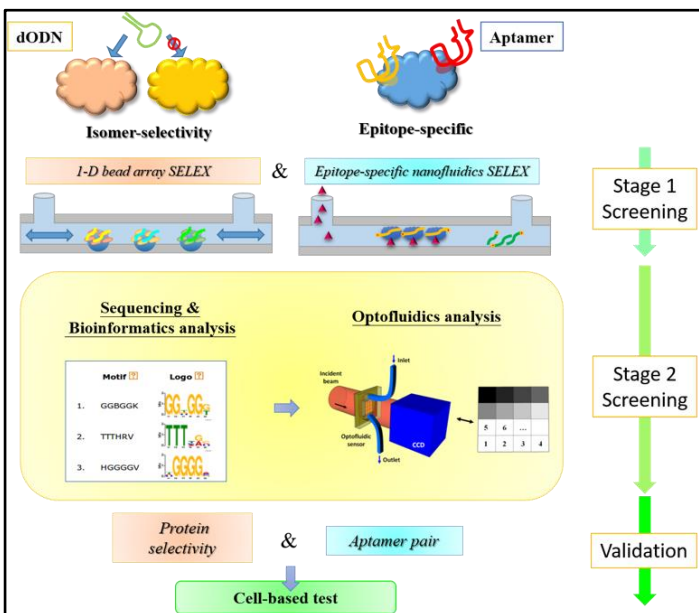 dODN
Aptamer
Isomer-selectivity
Epitope-specific
1-D bead array SELEX
&
Epitope-specific nanofluidics SELEX
Stage 1
Screening
Sequencing &
Bioinformatics analysis
Optofluidics analysis
Motif ?
Logo ?
1. GGBGGK
2. TTTHRV
3. HGGGGV
Incident
beam
Inlet
Optofluidic
sensor
Outlet
CCD
5 6 ...
1 2 3 4
Stage 2
Screening
Protein
selectivity
&
Aptamer pair
Validation
Cell-based test